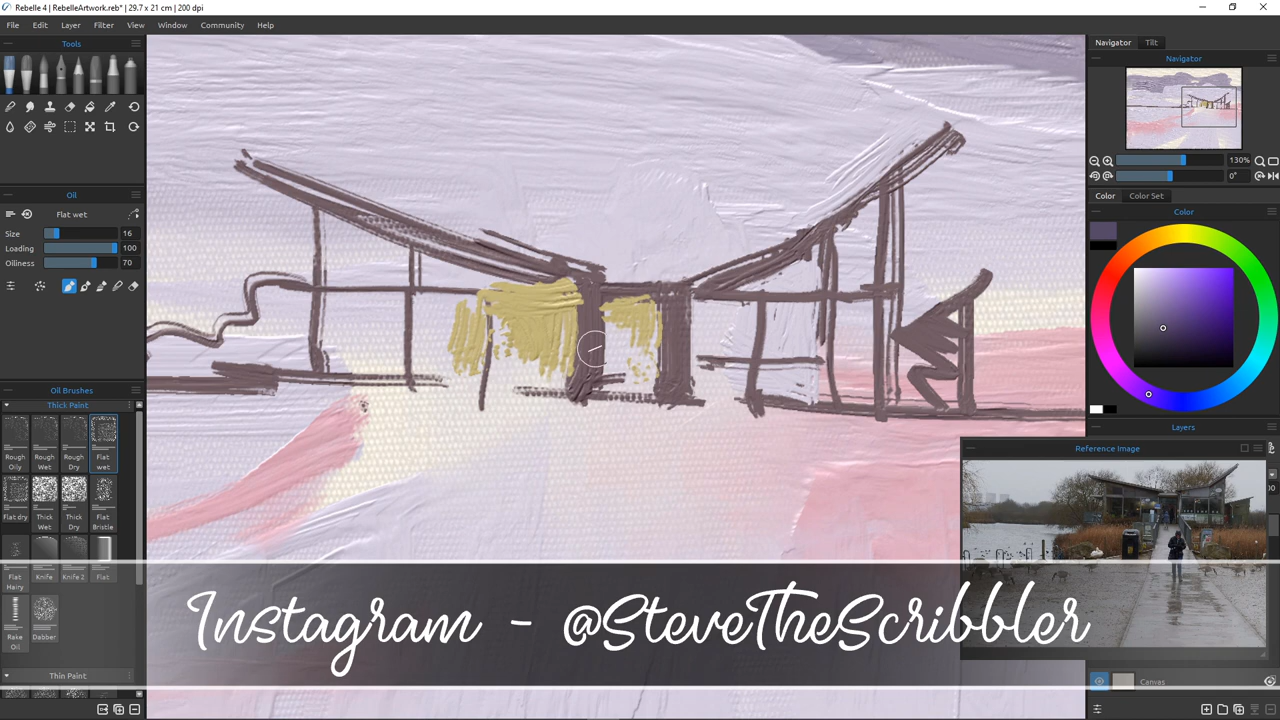 Rebelle 4 | RebelleArtwork.reb* | 29.7 x 21 cm | 200 dpi
File Edit Layer Filter View Window Community Help
Tools
Oil
Flat wet
Size 16
Loading 100
Oiliness 70
Oil Brushes
Thick Paint
Rough Oily
Rough Wet
Rough Dry
Flat wet
Flat dry
Thick Wet
Thick Dry
Flat Bristle
Flat Hairy
Knife
Knife 2
Flat
Rake Oil
Dabber
Thin Paint
Navigator Tilt
Navigator
130%
0°
Color Color Set
Color
Layers
Reference Image
Canvas
Instagram - @SteveTheScribbler